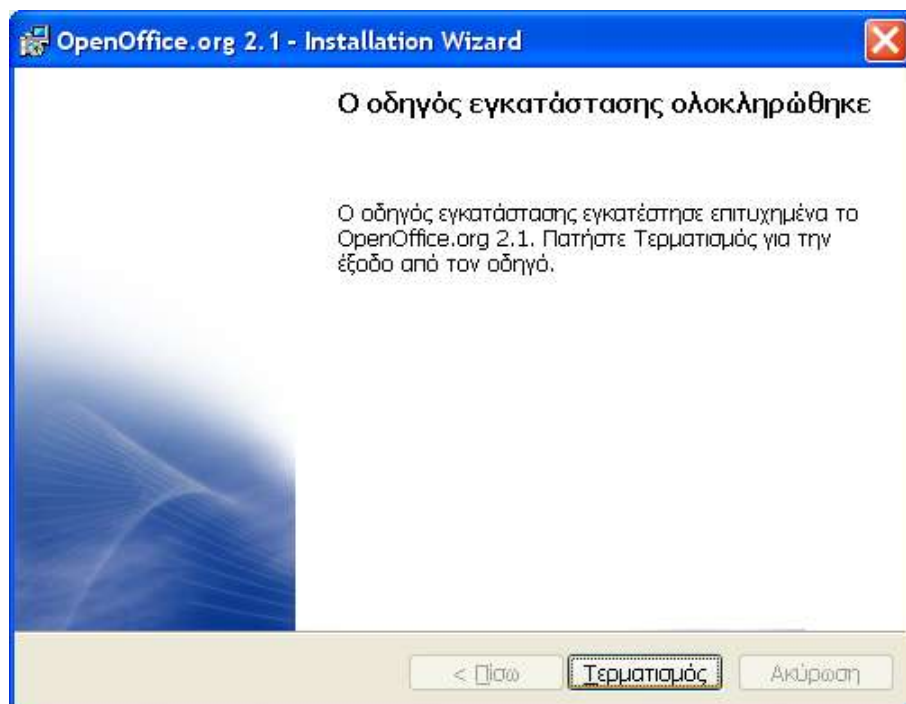 OpenOffice.org 2.1 - Installation Wizard
Ο οδηγός εγκατάστασης ολοκληρώθηκε
Ο οδηγός εγκατάστασης εγκατέστησε επιτυχημένα το
OpenOffice.org 2.1. Πατήστε Τερματισμός για την
έξοδο από τον οδηγό.
< Πίσω Τερματισμός Ακύρωση